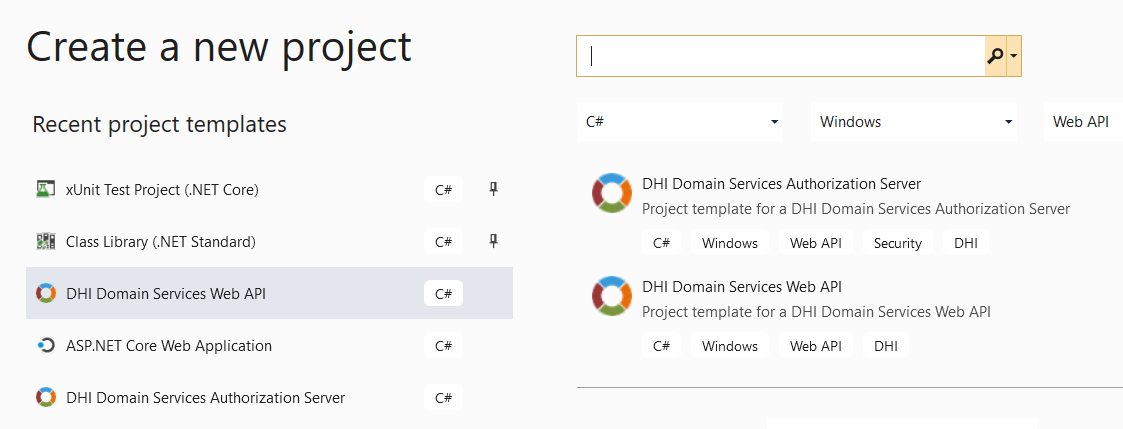 Create a new project
Recent project templates
xUnit Test Project (.NET Core) C#
Class Library (.NET Standard) C#
DHI Domain Services Web API C#
ASP.NET Core Web Application C#
DHI Domain Services Authorization Server C#
C# Windows Web API
DHI Domain Services Authorization Server
Project template for a DHI Domain Services Authorization Server
C# Windows Web API Security DHI
DHI Domain Services Web API
Project template for a DHI Domain Services Web API
C# Windows Web API DHI